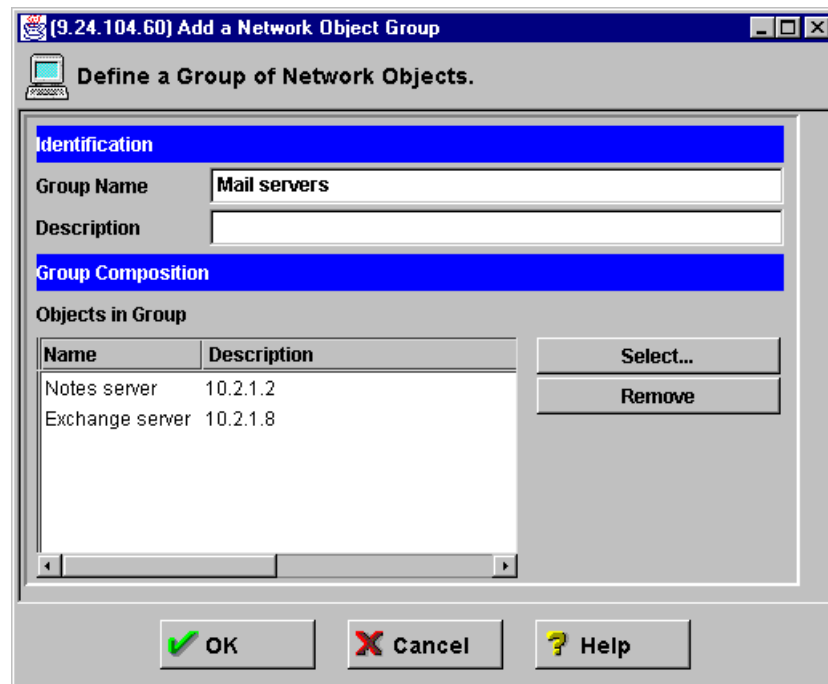 (9.24.104.60) Add a Network Object Group
Define a Group of Network Objects.
Identification
Group Name Mail servers
Description
Group Composition
Objects in Group
Name Description
Notes server 10.2.1.2
Exchange server 10.2.1.8
Select...
Remove
OK Cancel Help